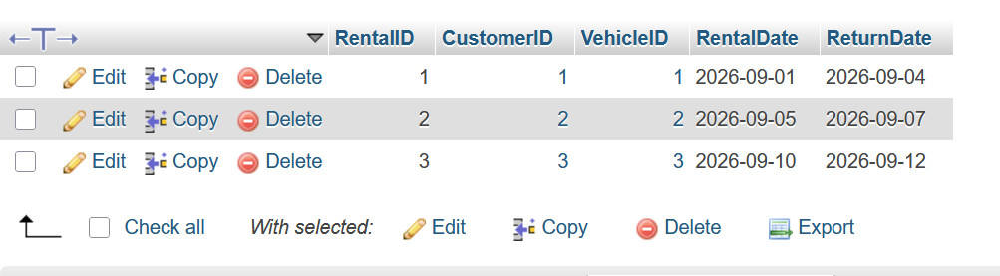 RentalID CustomerID VehicleID RentalDate ReturnDate
Edit Copy Delete 1 1 1 2026-09-01 2026-09-04
Edit Copy Delete 2 2 2 2026-09-05 2026-09-07
Edit Copy Delete 3 3 3 2026-09-10 2026-09-12
Check all With selected: Edit Copy Delete Export